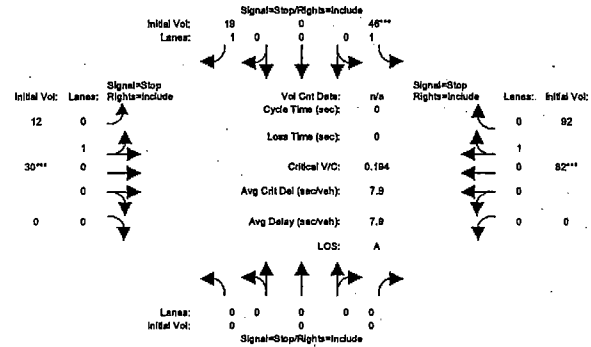 Signal=Stop/Rights=Include
Initial Vol: 19 0 46***
Lanes: 1 0 0 0 1
Signal=Stop
Initial Vol: Lanes: Rights=Include
Vol Cnt Date: n/a
Cycle Time (sec): 0
Signal=Stop
Rights=Include Lanes: Initial Vol:
12 0
0 92
1
Loss Time (sec): 0
1
30*** 0
Critical V/C: 0.194
0 82***
0
Avg Crit Del (sec/veh): 7.9
0
0 0
Avg Delay (sec/veh): 7.9
0 0
LOS: A
Lanes: 0 0 0 0 0
Initial Vol: 0 0 0
Signal=Stop/Rights=Include